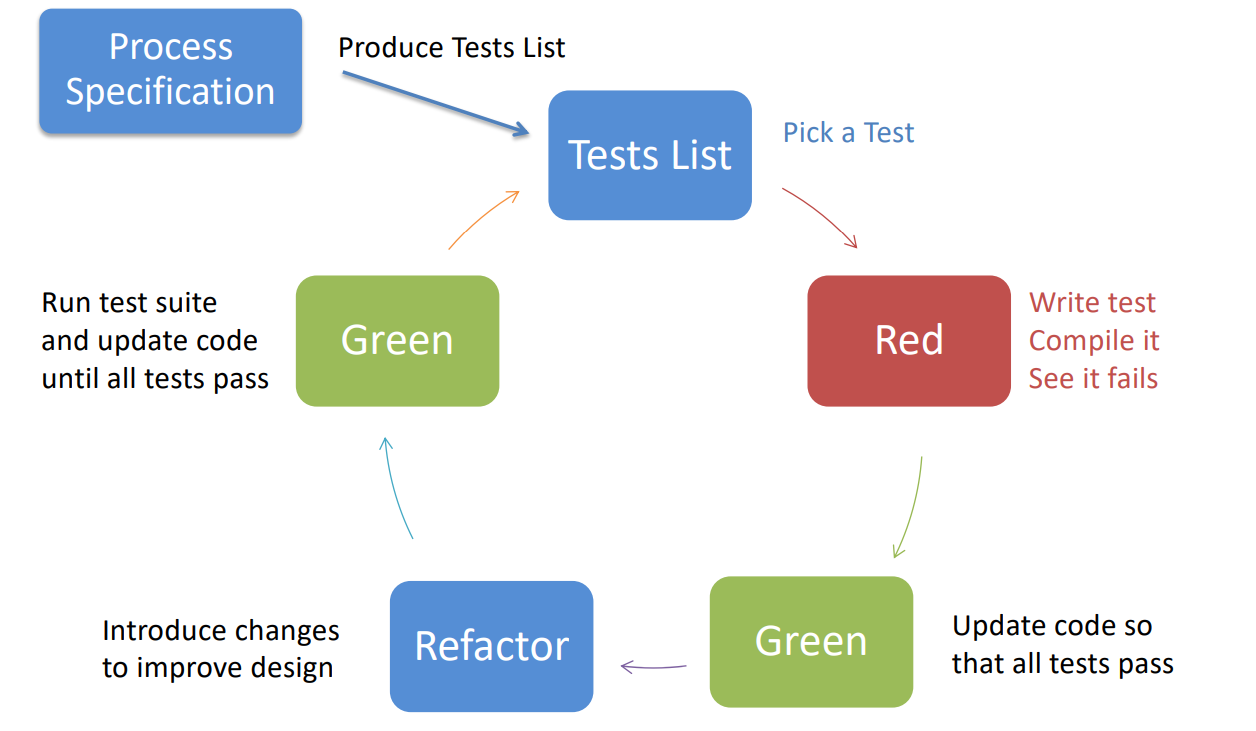 Process
Specification
Produce Tests List
Tests List
Pick a Test
Red
Write test
Compile it
See it fails
Green
Update code so
that all tests pass
Refactor
Introduce changes
to improve design
Green
Run test suite
and update code
until all tests pass